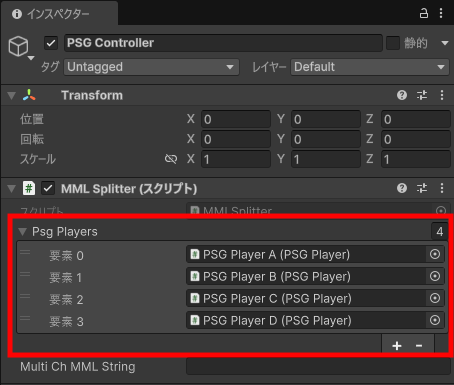 インスペクター
PSG Controller 静的
タグ Untagged レイヤー Default
Transform
位置 X 0 Y 0 Z 0
回転 X 0 Y 0 Z 0
スケール X 1 Y 1 Z 1
# MML Splitter (スクリプト)
スクリプト MMLSplitter
Psg Players 4
要素 0 # PSG Player A (PSG Player)
要素 1 # PSG Player B (PSG Player)
要素 2 # PSG Player C (PSG Player)
要素 3 # PSG Player D (PSG Player)
+ -
Multi Ch MML String